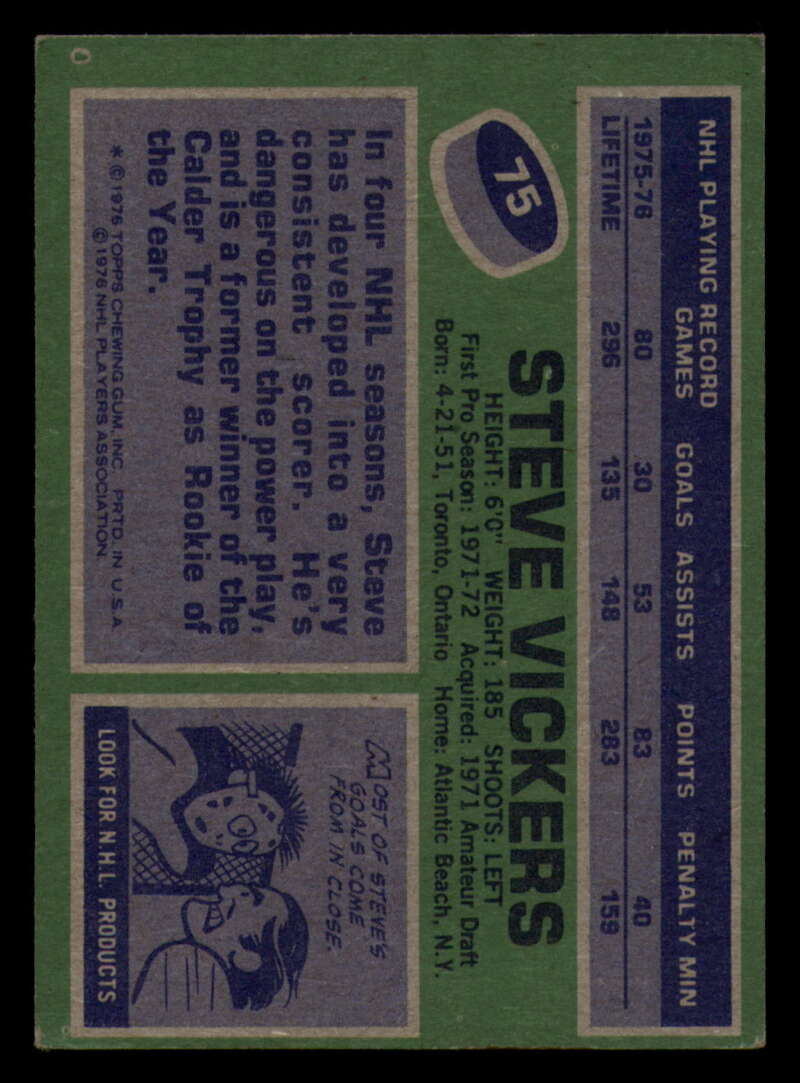 NHL PLAYING RECORD
GAMES GOALS ASSISTS POINTS PENALTY MIN
1975-76 80 30 53 83 40
LIFETIME 296 135 148 283 159
75
STEVE VICKERS
HEIGHT: 6'0" WEIGHT: 185 SHOOTS: LEFT
First Pro Season: 1971-72 Acquired: 1971 Amateur Draft
Born: 4-21-51, Toronto, Ontario Home: Atlantic Beach, N.Y.
In four NHL seasons, Steve
has developed into a very
consistent scorer. He's
dangerous on the power play,
and is a former winner of the
Calder Trophy as Rookie of
the Year.
* © 1976 TOPPS CHEWING GUM, INC. PRTD. IN U.S.A.
© 1976 NHL PLAYERS ASSOCIATION.
MOST OF STEVE'S
GOALS COME
FROM IN CLOSE.
LOOK FOR N.H.L. PRODUCTS